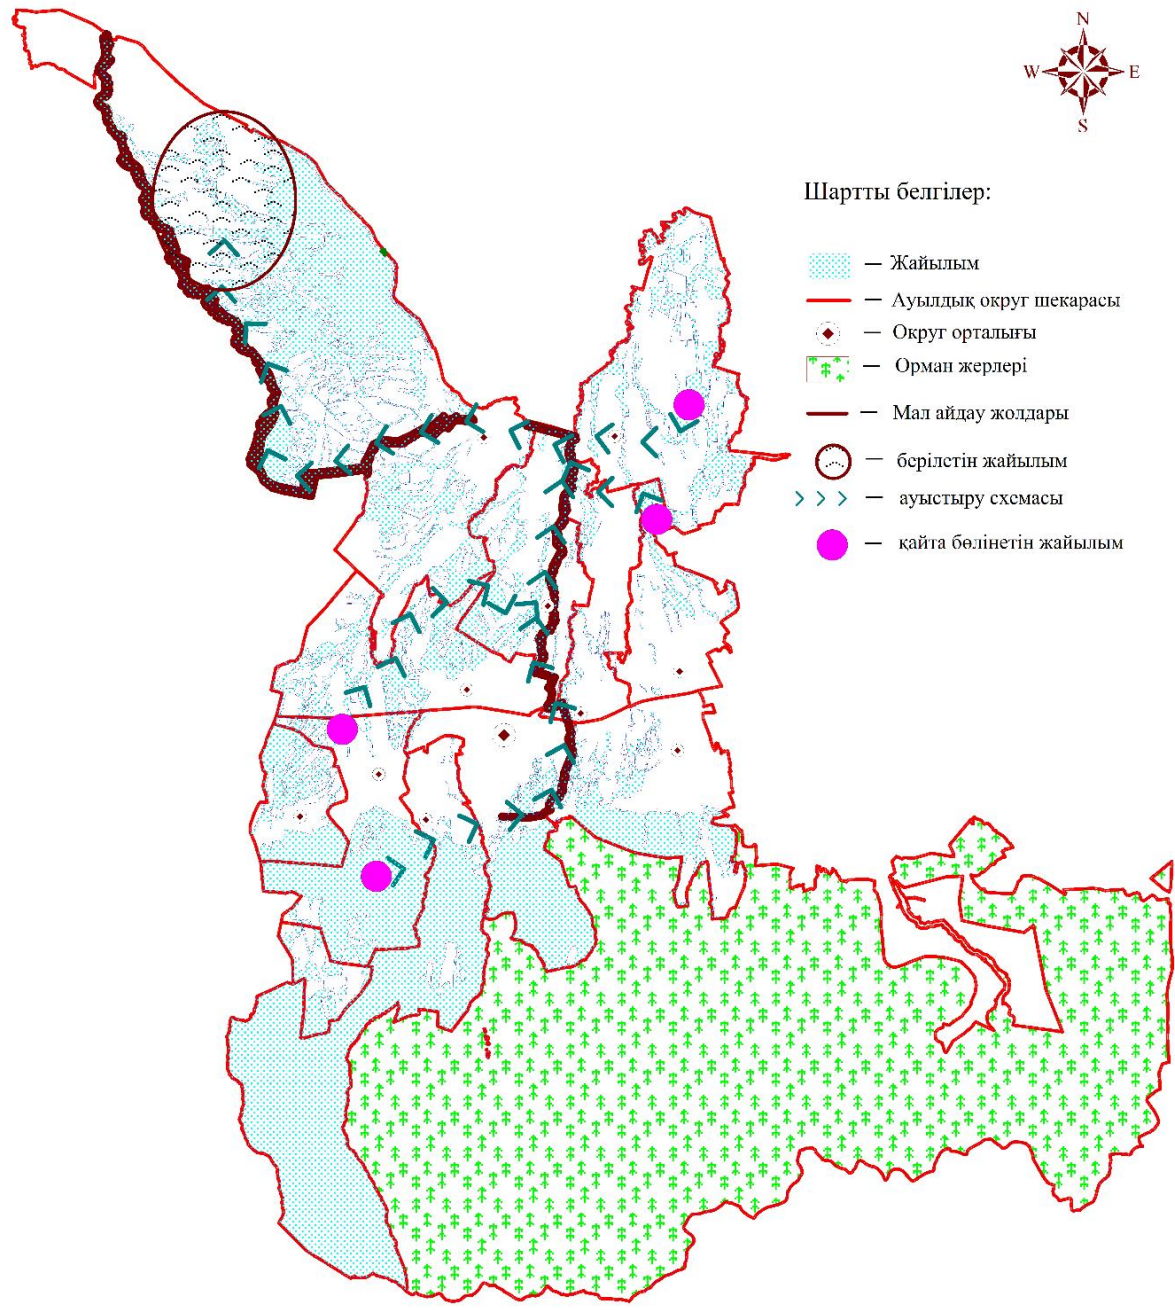 N
W E
S
Шартты белгілер:
— Жайылым
— Ауылдық округ шекарасы
— Округ орталығы
— Орман жерлері
— Мал айдау жолдары
— берілетін жайылым
— ауыстыру схемасы
— қайта бөлінетін жайылым